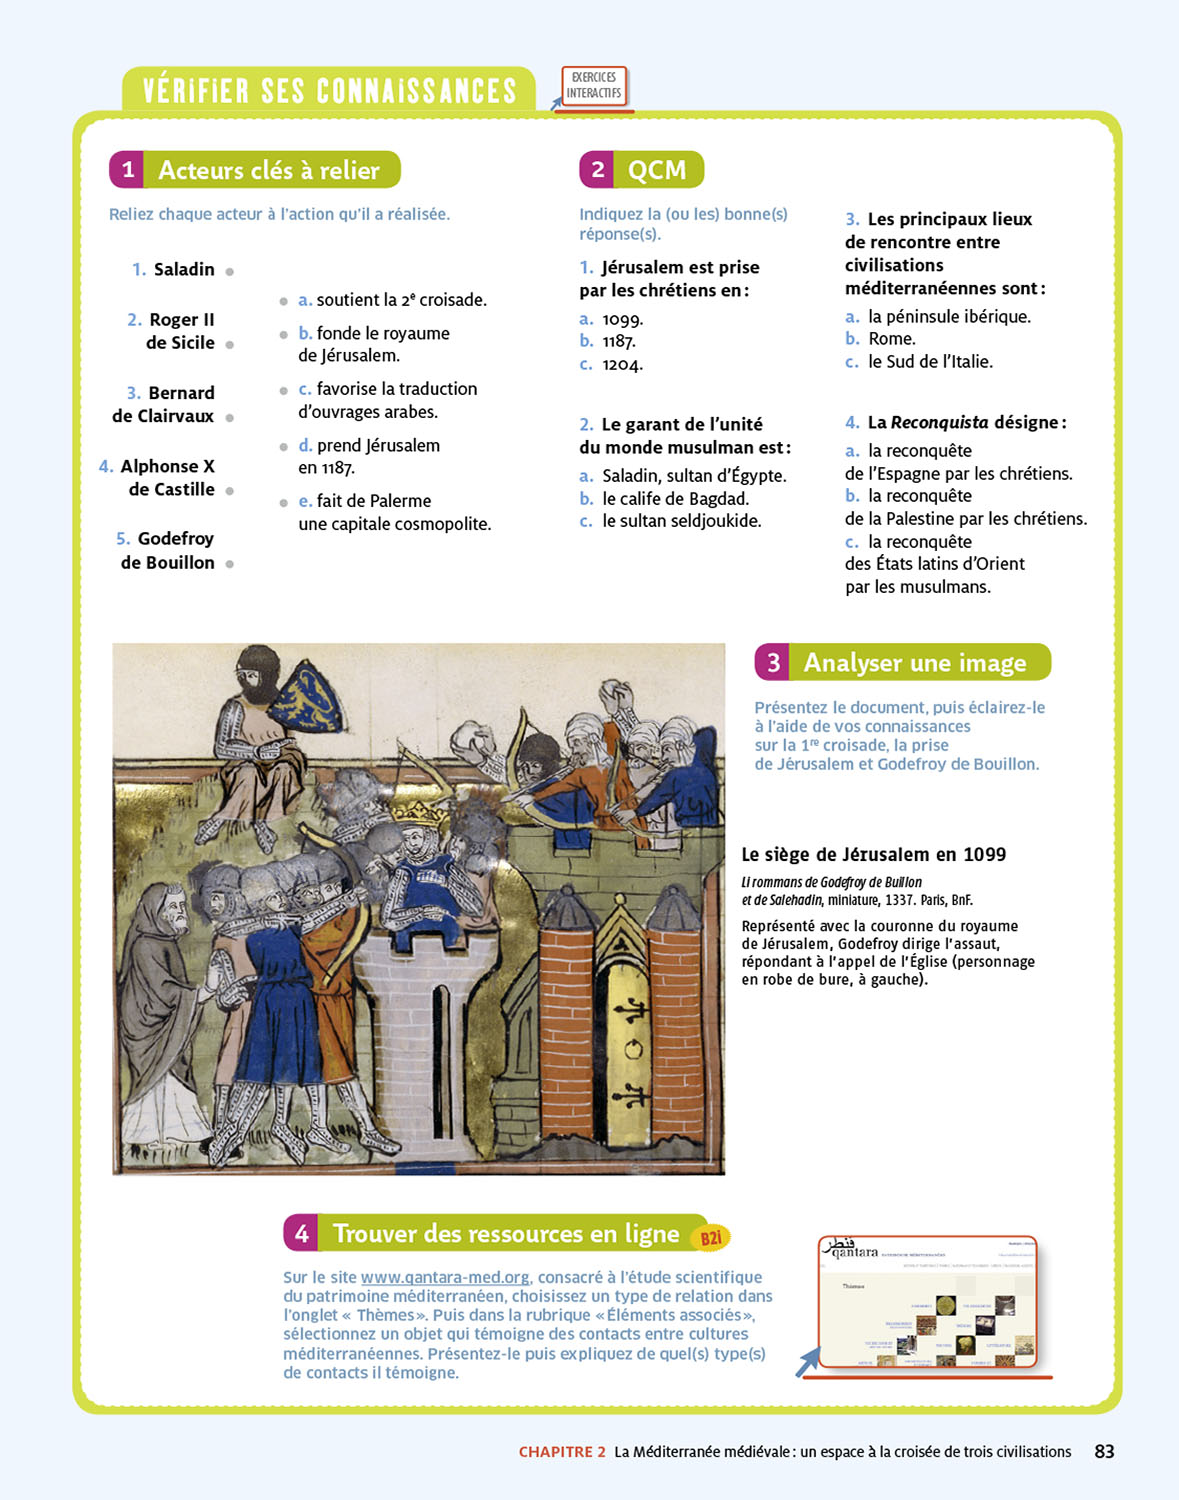 VÉRIFIER SES CONNAISSANCES
EXERCICES
INTERACTIFS
1 Acteurs clés à relier
Reliez chaque acteur à l'action qu'il a réalisée.
1. Saladin
2. Roger II
de Sicile
3. Bernard
de Clairvaux
4. Alphonse X
de Castille
5. Godefroy
de Bouillon
a. soutient la 2e croisade.
b. fonde le royaume
de Jérusalem.
c. favorise la traduction
d'ouvrages arabes.
d. prend Jérusalem
en 1187.
e. fait de Palerme
une capitale cosmopolite.
2 QCM
Indiquez la (ou les) bonne(s)
réponse(s).
1. Jérusalem est prise
par les chrétiens en :
a. 1099.
b. 1187.
c. 1204.
2. Le garant de l'unité
du monde musulman est :
a. Saladin, sultan d'Égypte.
b. le calife de Bagdad.
c. le sultan seldjoukide.
3. Les principaux lieux
de rencontre entre
civilisations
méditerranéennes sont :
a. la péninsule ibérique.
b. Rome.
c. le Sud de l'Italie.
4. La Reconquista désigne :
a. la reconquête
de l'Espagne par les chrétiens.
b. la reconquête
de la Palestine par les chrétiens.
c. la reconquête
des États latins d'Orient
par les musulmans.
3 Analyser une image
Présentez le document, puis éclairez-le
à l'aide de vos connaissances
sur la 1re croisade, la prise
de Jérusalem et Godefroy de Bouillon.
Le siège de Jérusalem en 1099
Li rommans de Godefroy de Buillon
et de Salehadin, miniature, 1337. Paris, BnF.
Représenté avec la couronne du royaume
de Jérusalem, Godefroy dirige l'assaut,
répondant à l'appel de l'Église (personnage
en robe de bure, à gauche).
4 Trouver des ressources en ligne B2i
Sur le site www.qantara-med.org, consacré à l'étude scientifique
du patrimoine méditerranéen, choisissez un type de relation dans
l'onglet « Thèmes ». Puis dans la rubrique « Éléments associés »,
sélectionnez un objet qui témoigne des contacts entre cultures
méditerranéennes. Présentez-le puis expliquez de quel(s) type(s)
de contacts il témoigne.
قنطرة
qantara
Thèmes
CHAPITRE 2 La Méditerranée médiévale : un espace à la croisée de trois civilisations 83